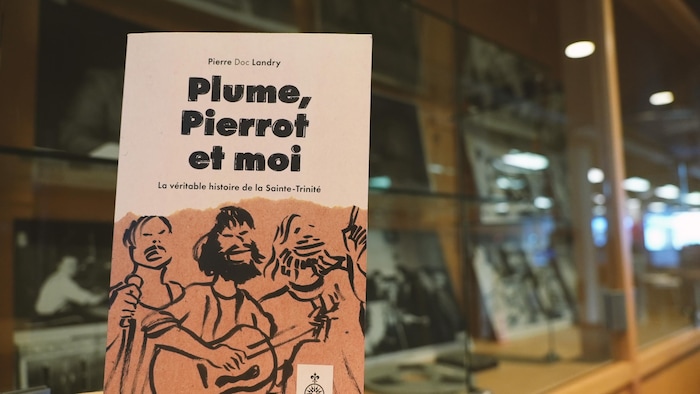 Pierre Doc Landry
Plume,
Pierrot
et moi
La véritable histoire de la Sainte-Trinité